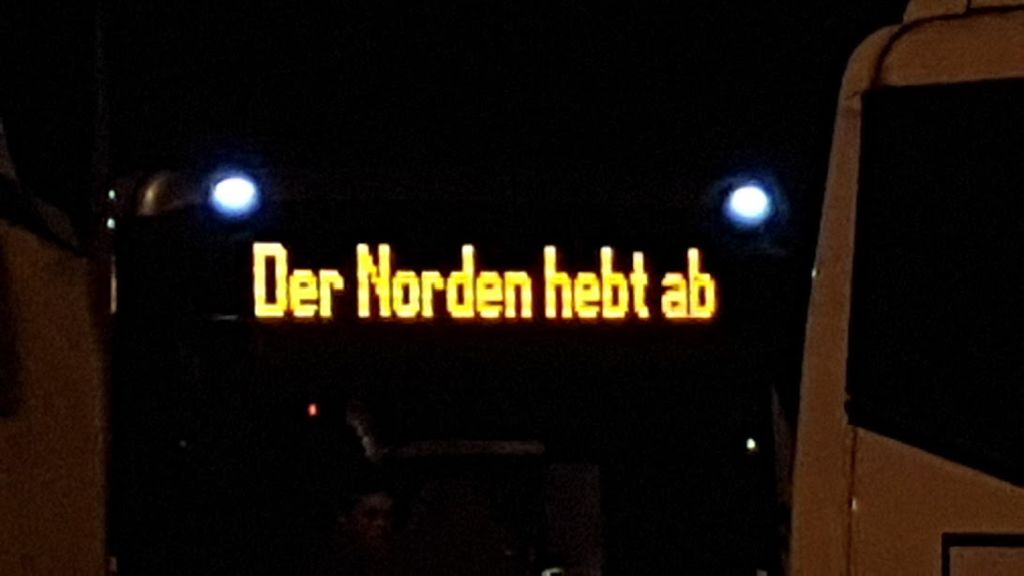 Der Norden hebt ab